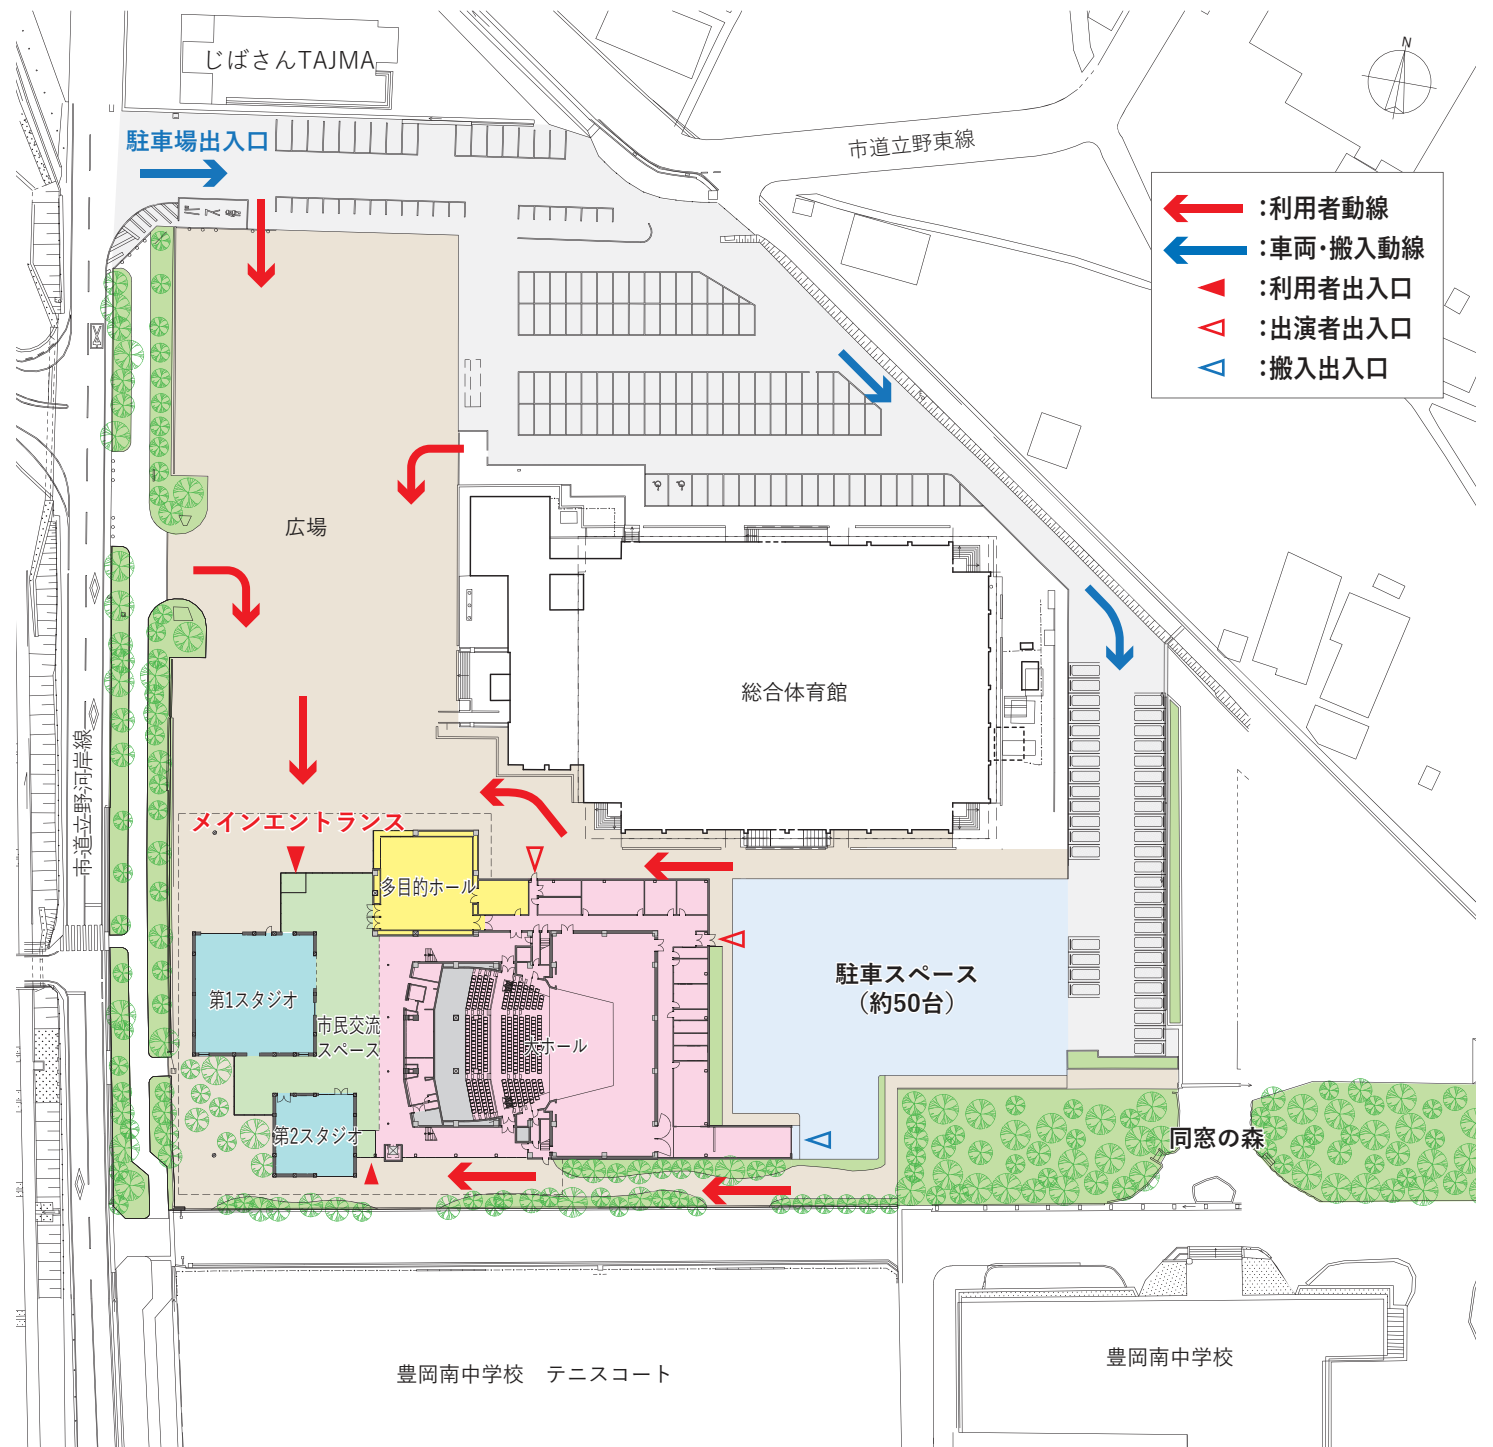 じばさんTAJMA
N
駐車場出入口
市道立野東線
:利用者動線
:車両・搬入動線
:利用者出入口
:出演者出入口
:搬入出入口
広場
総合体育館
市道立野河岸線
メインエントランス
多目的ホール
駐車スペース
（約50台）
第1スタジオ
市民交流
スペース
大ホール
第2スタジオ
同窓の森
豊岡南中学校　テニスコート
豊岡南中学校